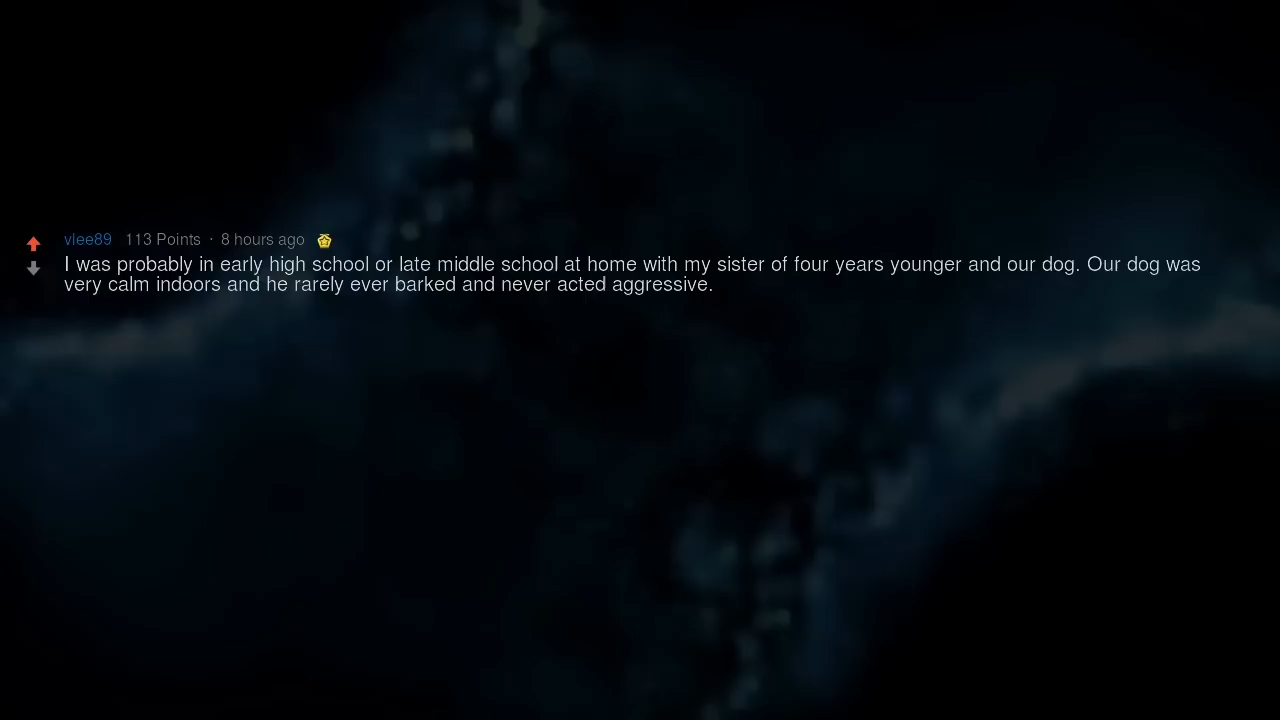 vlee89 113 Points · 8 hours ago
I was probably in early high school or late middle school at home with my sister of four years younger and our dog. Our dog was
very calm indoors and he rarely ever barked and never acted aggressive.